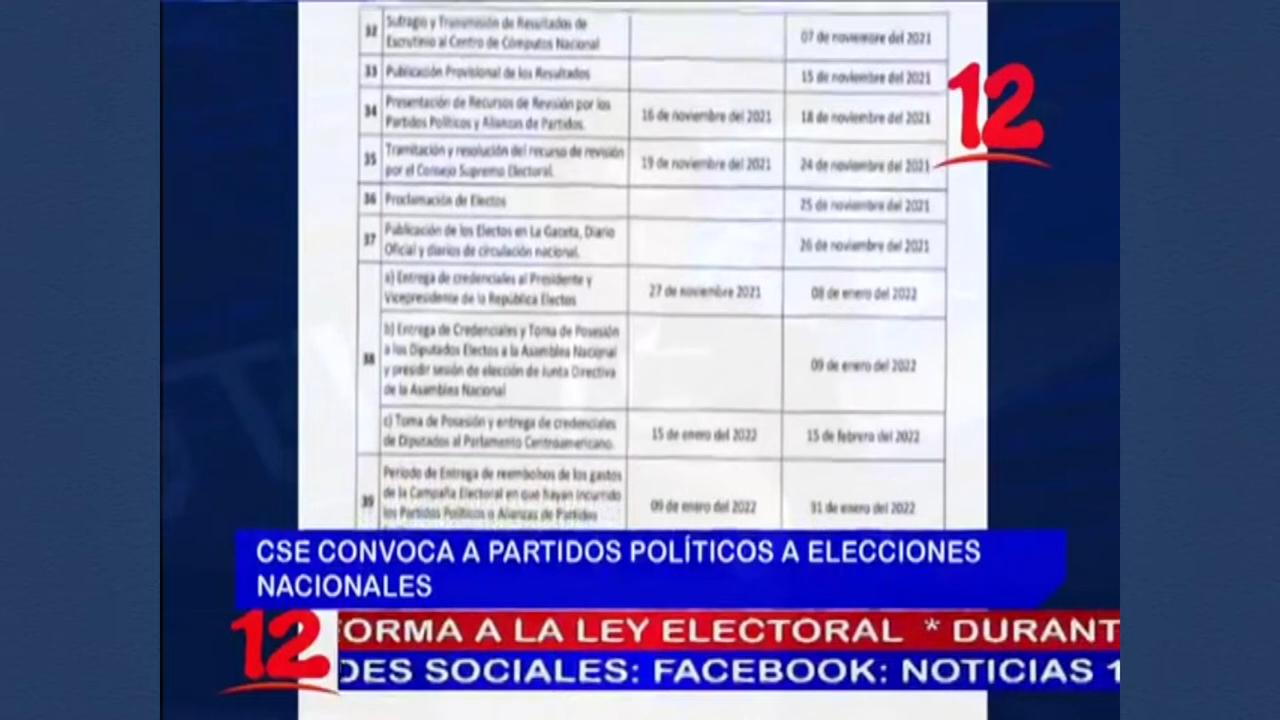 32 Sufragio y Transmisión de Resultados de
Escrutinio al Centro de Cómputos Nacional 07 de noviembre del 2021
33 Publicación Provisional de los Resultados 15 de noviembre del 2021
34 Presentación de Recursos de Revisión por los
Partidos Políticos y Alianzas de Partidos. 16 de noviembre del 2021 18 de noviembre del 2021
35 Tramitación y resolución del recurso de revisión
por el Consejo Supremo Electoral. 19 de noviembre del 2021 24 de noviembre del 2021
36 Proclamación de Electos 25 de noviembre del 2021
37 Publicación de los Electos en La Gaceta, Diario
Oficial y diarios de circulación nacional. 26 de noviembre del 2021
a) Entrega de credenciales al Presidente y
Vicepresidente de la República Electos 27 de noviembre 2021 08 de enero del 2022
38 b) Entrega de Credenciales y Toma de Posesión
a los Diputados Electos a la Asamblea Nacional
y presidir sesión de elección de Junta Directiva
de la Asamblea Nacional 09 de enero del 2022
c) Toma de Posesión y entrega de credenciales
de Diputados al Parlamento Centroamericano. 15 de enero del 2022 15 de febrero del 2022
39 Periodo de Entrega de reembolsos de los gastos
de la Campaña Electoral en que hayan incurrido
los Partidos Políticos o Alianzas de Partidos 09 de enero del 2022 31 de enero del 2022
12
CSE CONVOCA A PARTIDOS POLÍTICOS A ELECCIONES
NACIONALES
12
ORMA A LA LEY ELECTORAL * DURANT
DES SOCIALES: FACEBOOK: NOTICIAS 1